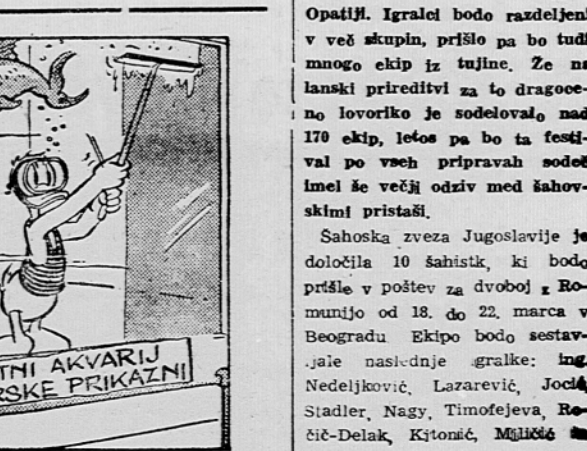 TNI AKVARIJ
RSKE PRIKAZNI
Opatiji. Igralci bodo razdeljeni
v več skupin, prišlo pa bo tudi
mnogo ekip iz tujine. Že na
lanski prireditvi za to dragoce-
no lovoriko je sodelovalo nad
170 ekip, letos pa bo ta festi-
val po vseh pripravah sodeč
imel še večji odziv med šahov-
skimi pristaši.
Šahoska zveza Jugoslavije je
določila 10 šahistk, ki bodo
prišle v poštev za dvoboj z Ro-
munijo od 18. do 22. marca v
Beogradu Ekipo bodo sestav-
jale naslednje gralke: ing.
Nedeljković, Lazarević, Jocić,
Stadler, Nagy, Timofejeva, Ro-
čič-Delak, Kitonić, Miličić